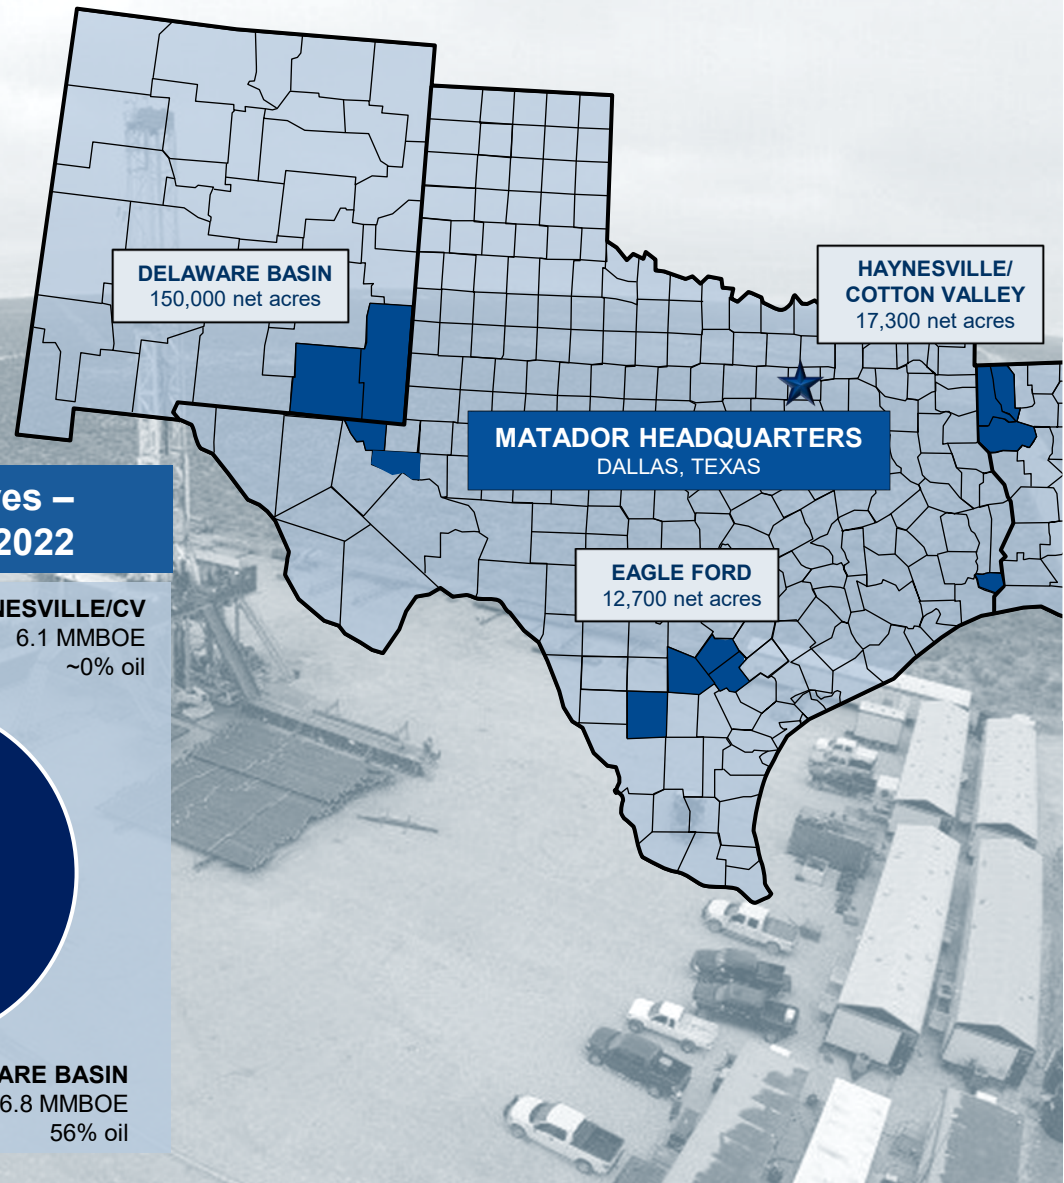 DELAWARE BASIN
150,000 net acres
HAYNESVILLE/
COTTON VALLEY
17,300 net acres
MATADOR HEADQUARTERS
DALLAS, TEXAS
EAGLE FORD
12,700 net acres
ves –
2022
NESVILLE/CV
6.1 MMBOE
~0% oil
ARE BASIN
6.8 MMBOE
56% oil